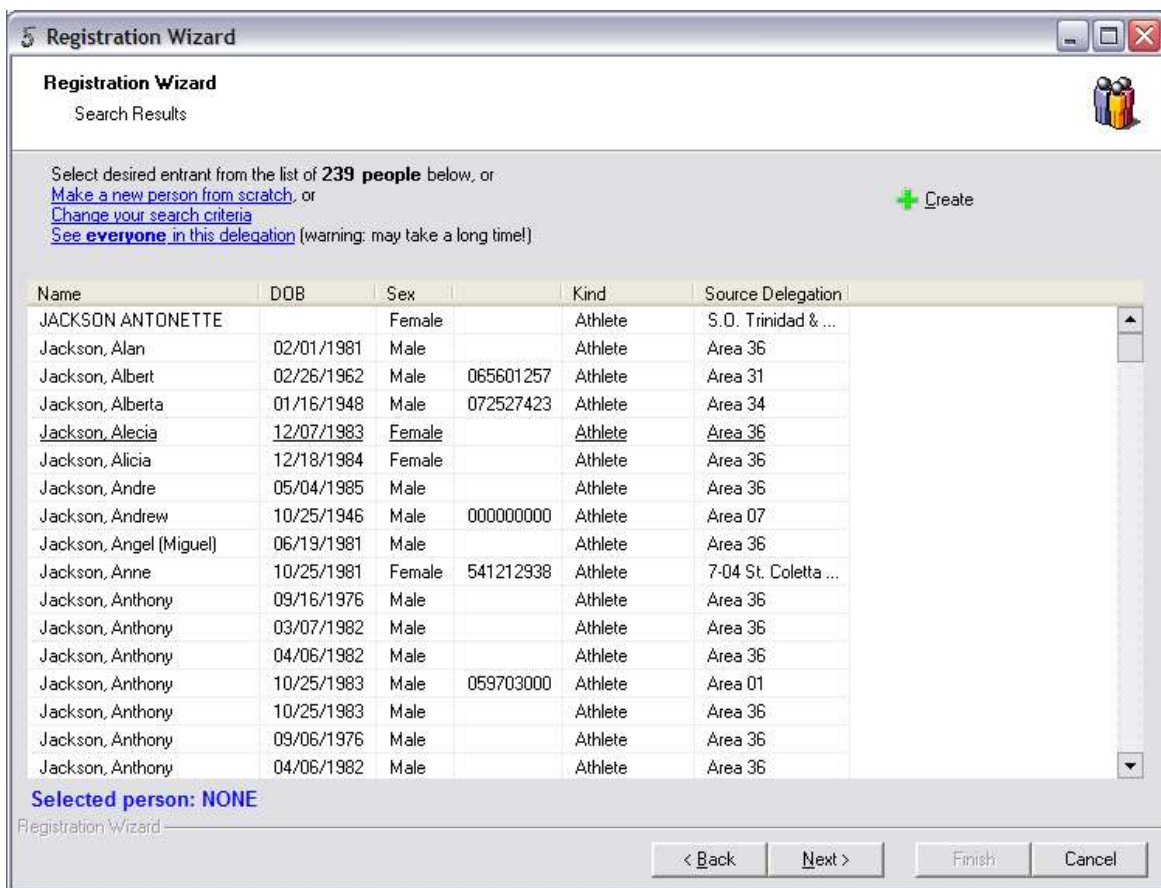 5 Registration Wizard
Registration Wizard
Search Results
Select desired entrant from the list of 239 people below, or
Make a new person from scratch, or
Change your search criteria
See everyone in this delegation (warning: may take a long time!)
Create
Name DOB Sex Kind Source Delegation
JACKSON ANTONETTE Female Athlete S.O. Trinidad & ...
Jackson, Alan 02/01/1981 Male Athlete Area 36
Jackson, Albert 02/26/1962 Male 065601257 Athlete Area 31
Jackson, Alberta 01/16/1948 Male 072527423 Athlete Area 34
Jackson, Alecia 12/07/1983 Female Athlete Area 36
Jackson, Alicia 12/18/1984 Female Athlete Area 36
Jackson, Andre 05/04/1985 Male Athlete Area 36
Jackson, Andrew 10/25/1946 Male 000000000 Athlete Area 07
Jackson, Angel (Miguel) 06/19/1981 Male Athlete Area 36
Jackson, Anne 10/25/1981 Female 541212938 Athlete 7-04 St. Coletta ...
Jackson, Anthony 09/16/1976 Male Athlete Area 36
Jackson, Anthony 03/07/1982 Male Athlete Area 36
Jackson, Anthony 04/06/1982 Male Athlete Area 36
Jackson, Anthony 10/25/1983 Male 059703000 Athlete Area 01
Jackson, Anthony 10/25/1983 Male Athlete Area 36
Jackson, Anthony 09/06/1976 Male Athlete Area 36
Jackson, Anthony 04/06/1982 Male Athlete Area 36
Selected person: NONE
Registration Wizard
< Back Next > Finish Cancel